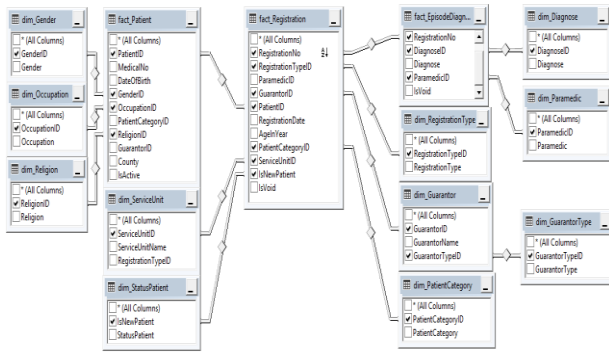 dim_Gender
* (All Columns)
GenderID
Gender
dim_Occupation
* (All Columns)
OccupationID
Occupation
dim_Religion
* (All Columns)
ReligionID
Religion
fact_Patient
* (All Columns)
PatientID
MedicalNo
DateOfBirth
GenderID
OccupationID
PatientCategoryID
ReligionID
GuarantorID
County
IsActive
dim_ServiceUnit
* (All Columns)
ServiceUnitID
ServiceUnitName
RegistrationTypeID
dim_StatusPatient
* (All Columns)
IsNewPatient
StatusPatient
fact_Registration
* (All Columns)
RegistrationNo
RegistrationTypeID
ParamedicID
GuarantorID
PatientID
RegistrationDate
AgeInYear
PatientCategoryID
ServiceUnitID
IsNewPatient
IsVoid
fact_EpisodeDiagn...
RegistrationNo
DiagnoseID
Diagnose
ParamedicID
IsVoid
dim_RegistrationType
* (All Columns)
RegistrationTypeID
RegistrationType
dim_Guarantor
* (All Columns)
GuarantorID
GuarantorName
GuarantorTypeID
dim_PatientCategory
* (All Columns)
PatientCategoryID
PatientCategory
dim_Diagnose
* (All Columns)
DiagnoseID
Diagnose
dim_Paramedic
* (All Columns)
ParamedicID
Paramedic
dim_GuarantorType
* (All Columns)
GuarantorTypeID
GuarantorType